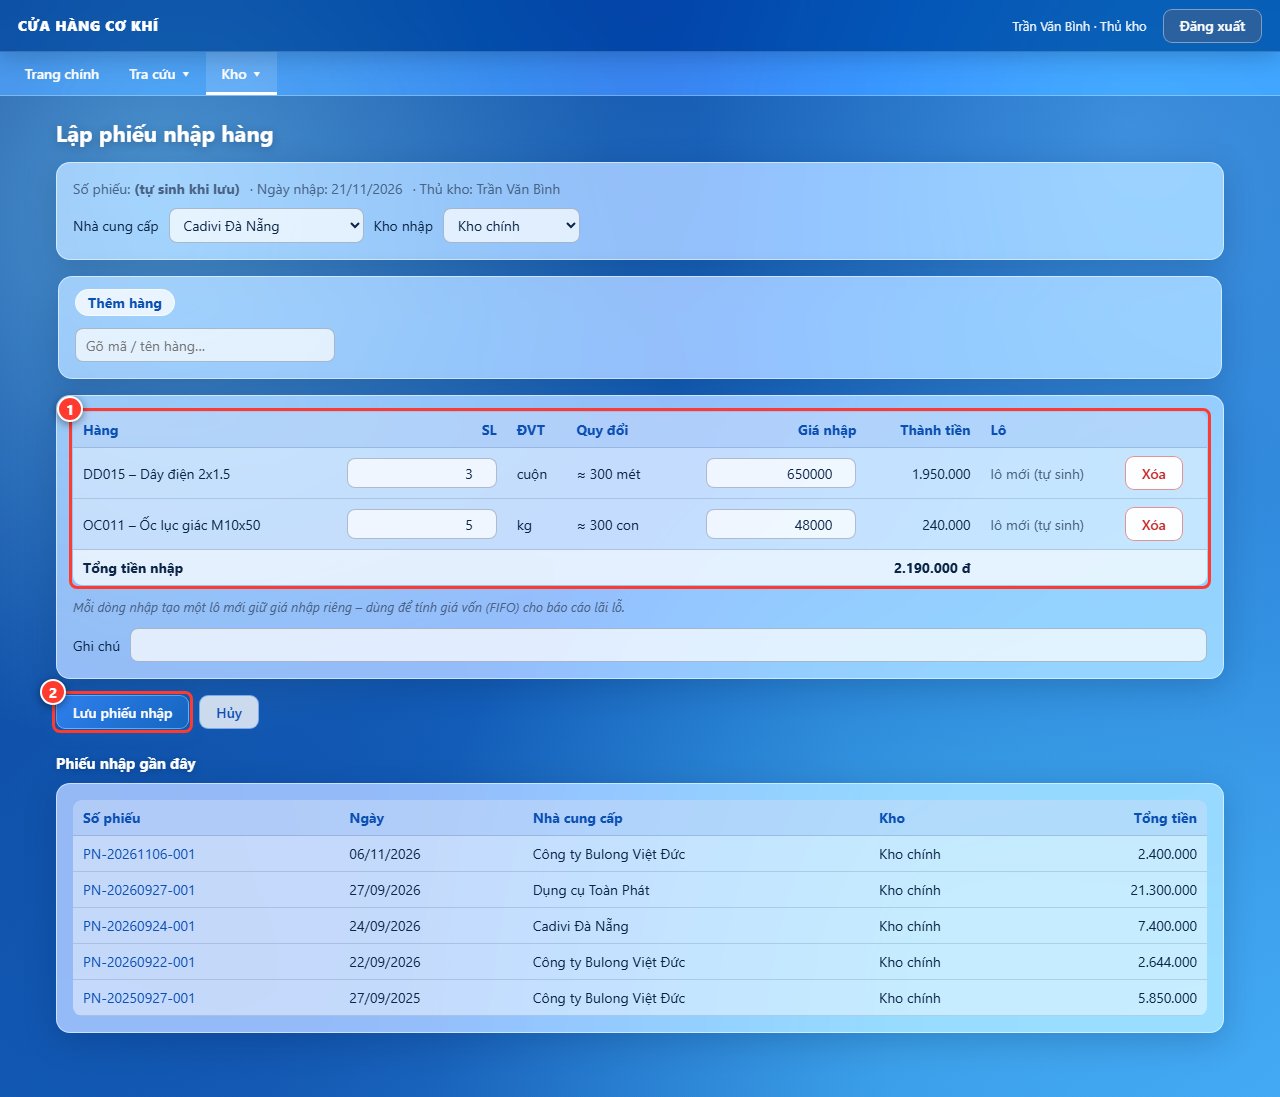 CỬA HÀNG CƠ KHÍ
Trần Văn Bình · Thủ kho
Đăng xuất
Trang chính
Tra cứu ▾
Kho ▾
Lập phiếu nhập hàng
Số phiếu: (tự sinh khi lưu) · Ngày nhập: 21/11/2026 · Thủ kho: Trần Văn Bình
Nhà cung cấp Cadivi Đà Nẵng Kho nhập Kho chính
Thêm hàng
Gõ mã / tên hàng...
1
Hàng SL ĐVT Quy đổi Giá nhập Thành tiền Lô
DD015 – Dây điện 2x1.5 3 cuộn ≈ 300 mét 650000 1.950.000 lô mới (tự sinh) Xóa
OC011 – Ốc lục giác M10x50 5 kg ≈ 300 con 48000 240.000 lô mới (tự sinh) Xóa
Tổng tiền nhập 2.190.000 đ
Mỗi dòng nhập tạo một lô mới giữ giá nhập riêng – dùng để tính giá vốn (FIFO) cho báo cáo lãi lỗ.
Ghi chú
2
Lưu phiếu nhập Hủy
Phiếu nhập gần đây
Số phiếu Ngày Nhà cung cấp Kho Tổng tiền
PN-20261106-001 06/11/2026 Công ty Bulong Việt Đức Kho chính 2.400.000
PN-20260927-001 27/09/2026 Dụng cụ Toàn Phát Kho chính 21.300.000
PN-20260924-001 24/09/2026 Cadivi Đà Nẵng Kho chính 7.400.000
PN-20260922-001 22/09/2026 Công ty Bulong Việt Đức Kho chính 2.644.000
PN-20250927-001 27/09/2025 Công ty Bulong Việt Đức Kho chính 5.850.000